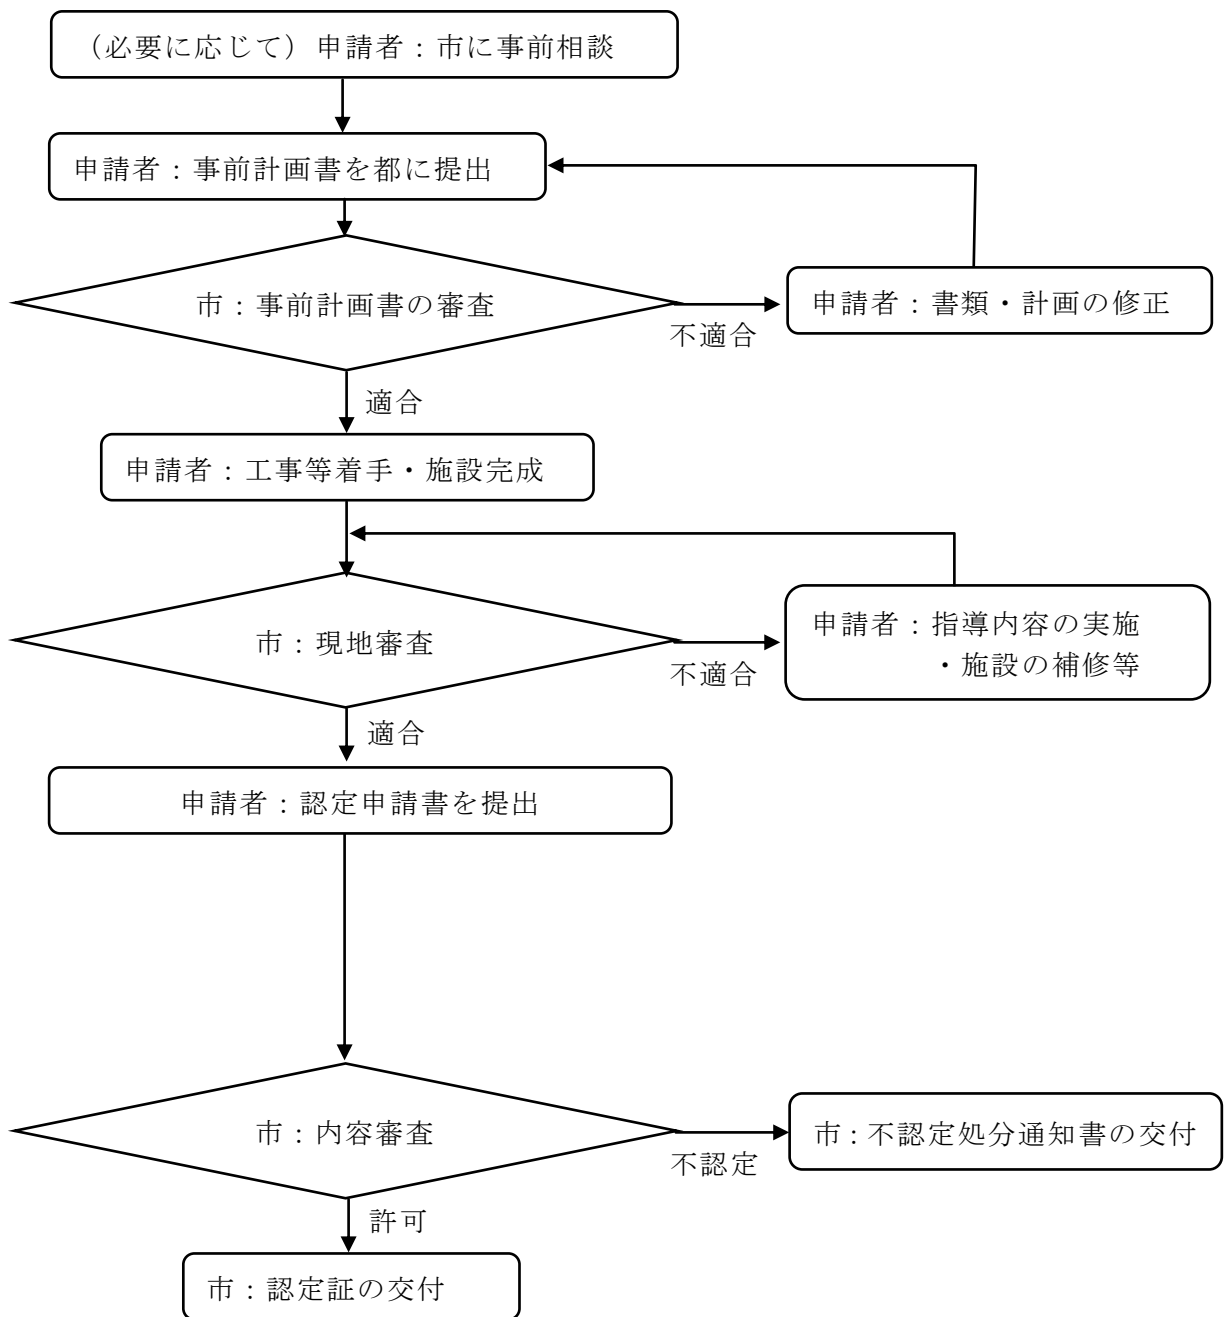 （必要に応じて）申請者：市に事前相談
申請者：事前計画書を都に提出
市：事前計画書の審査
不適合
申請者：書類・計画の修正
適合
申請者：工事等着手・施設完成
市：現地審査
不適合
申請者：指導内容の実施
・施設の補修等
適合
申請者：認定申請書を提出
市：内容審査
不認定
市：不認定処分通知書の交付
許可
市：認定証の交付